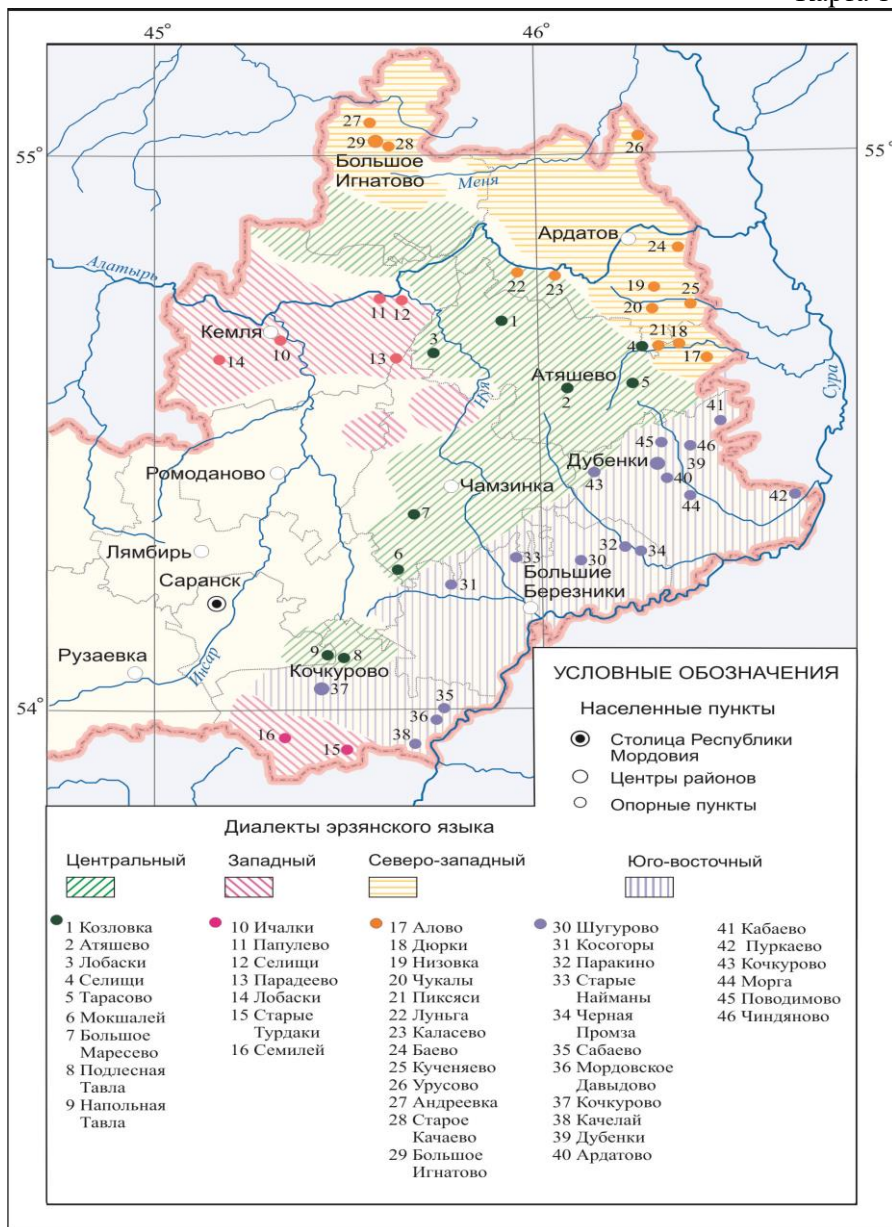 Карта 1
45°
46°
55°
55°
27
29
28
26
Большое
Игнатово
Меня
Ардатов
24
Алатырь
22
23
19
25
20
11
12
1
Кемля
10
14
13
3
4
21
18
17
Атяшево
2
5
Нуя
Сура
41
45
46
Дубенки
39
43
40
44
42
Ромоданово
Чамзинка
7
Лямбирь
6
33
32
34
30
31
Большие
Березники
Саранск
Рузаевка
Инсар
9
8
Кочкурово
37
54°
35
36
38
16
15
УСЛОВНЫЕ ОБОЗНАЧЕНИЯ
Населенные пункты
Столица Республики
Мордовия
Центры районов
Опорные пункты
Диалекты эрзянского языка
Центральный
Западный
Северо-западный
Юго-восточный
1 Козловка
2 Атяшево
3 Лобаски
4 Селищи
5 Тарасово
6 Мокшалей
7 Большое
Маресево
8 Подлесная
Тавла
9 Напольная
Тавла
10 Ичалки
11 Папулево
12 Селищи
13 Парадеево
14 Лобаски
15 Старые
Турдаки
16 Семилей
17 Алово
18 Дюрки
19 Низовка
20 Чукалы
21 Пиксяси
22 Луньга
23 Каласево
24 Баево
25 Кученяево
26 Урусово
27 Андреевка
28 Старое
Качаево
29 Большое
Игнатово
30 Шугурово
31 Косогоры
32 Паракино
33 Старые
Найманы
34 Черная
Промза
35 Сабаево
36 Мордовское
Давыдово
37 Кочкурово
38 Качелай
39 Дубенки
40 Ардатово
41 Кабаево
42 Пуркаево
43 Кочкурово
44 Морга
45 Поводимово
46 Чиндяново